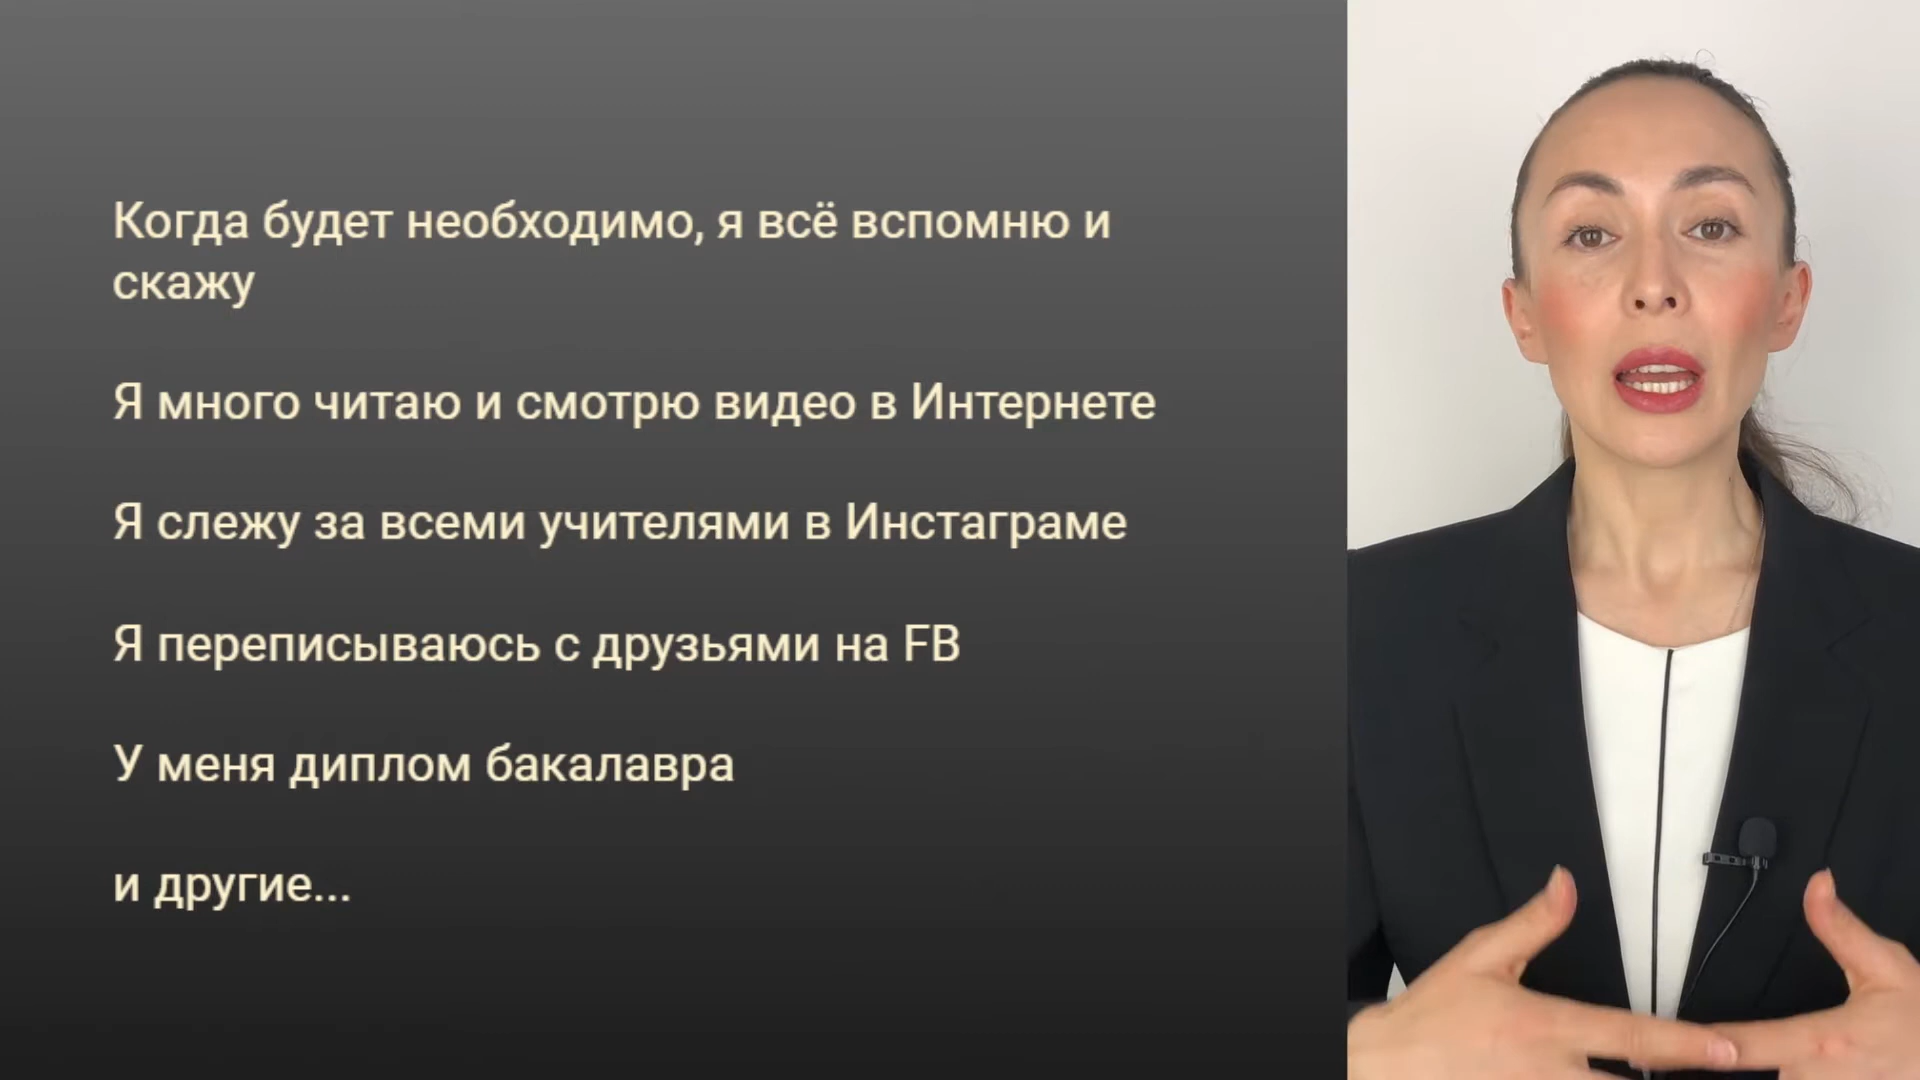 Когда будет необходимо, я всё вспомню и
скажу
Я много читаю и смотрю видео в Интернете
Я слежу за всеми учителями в Инстаграме
Я переписываюсь с друзьями на FB
У меня диплом бакалавра
и другие...